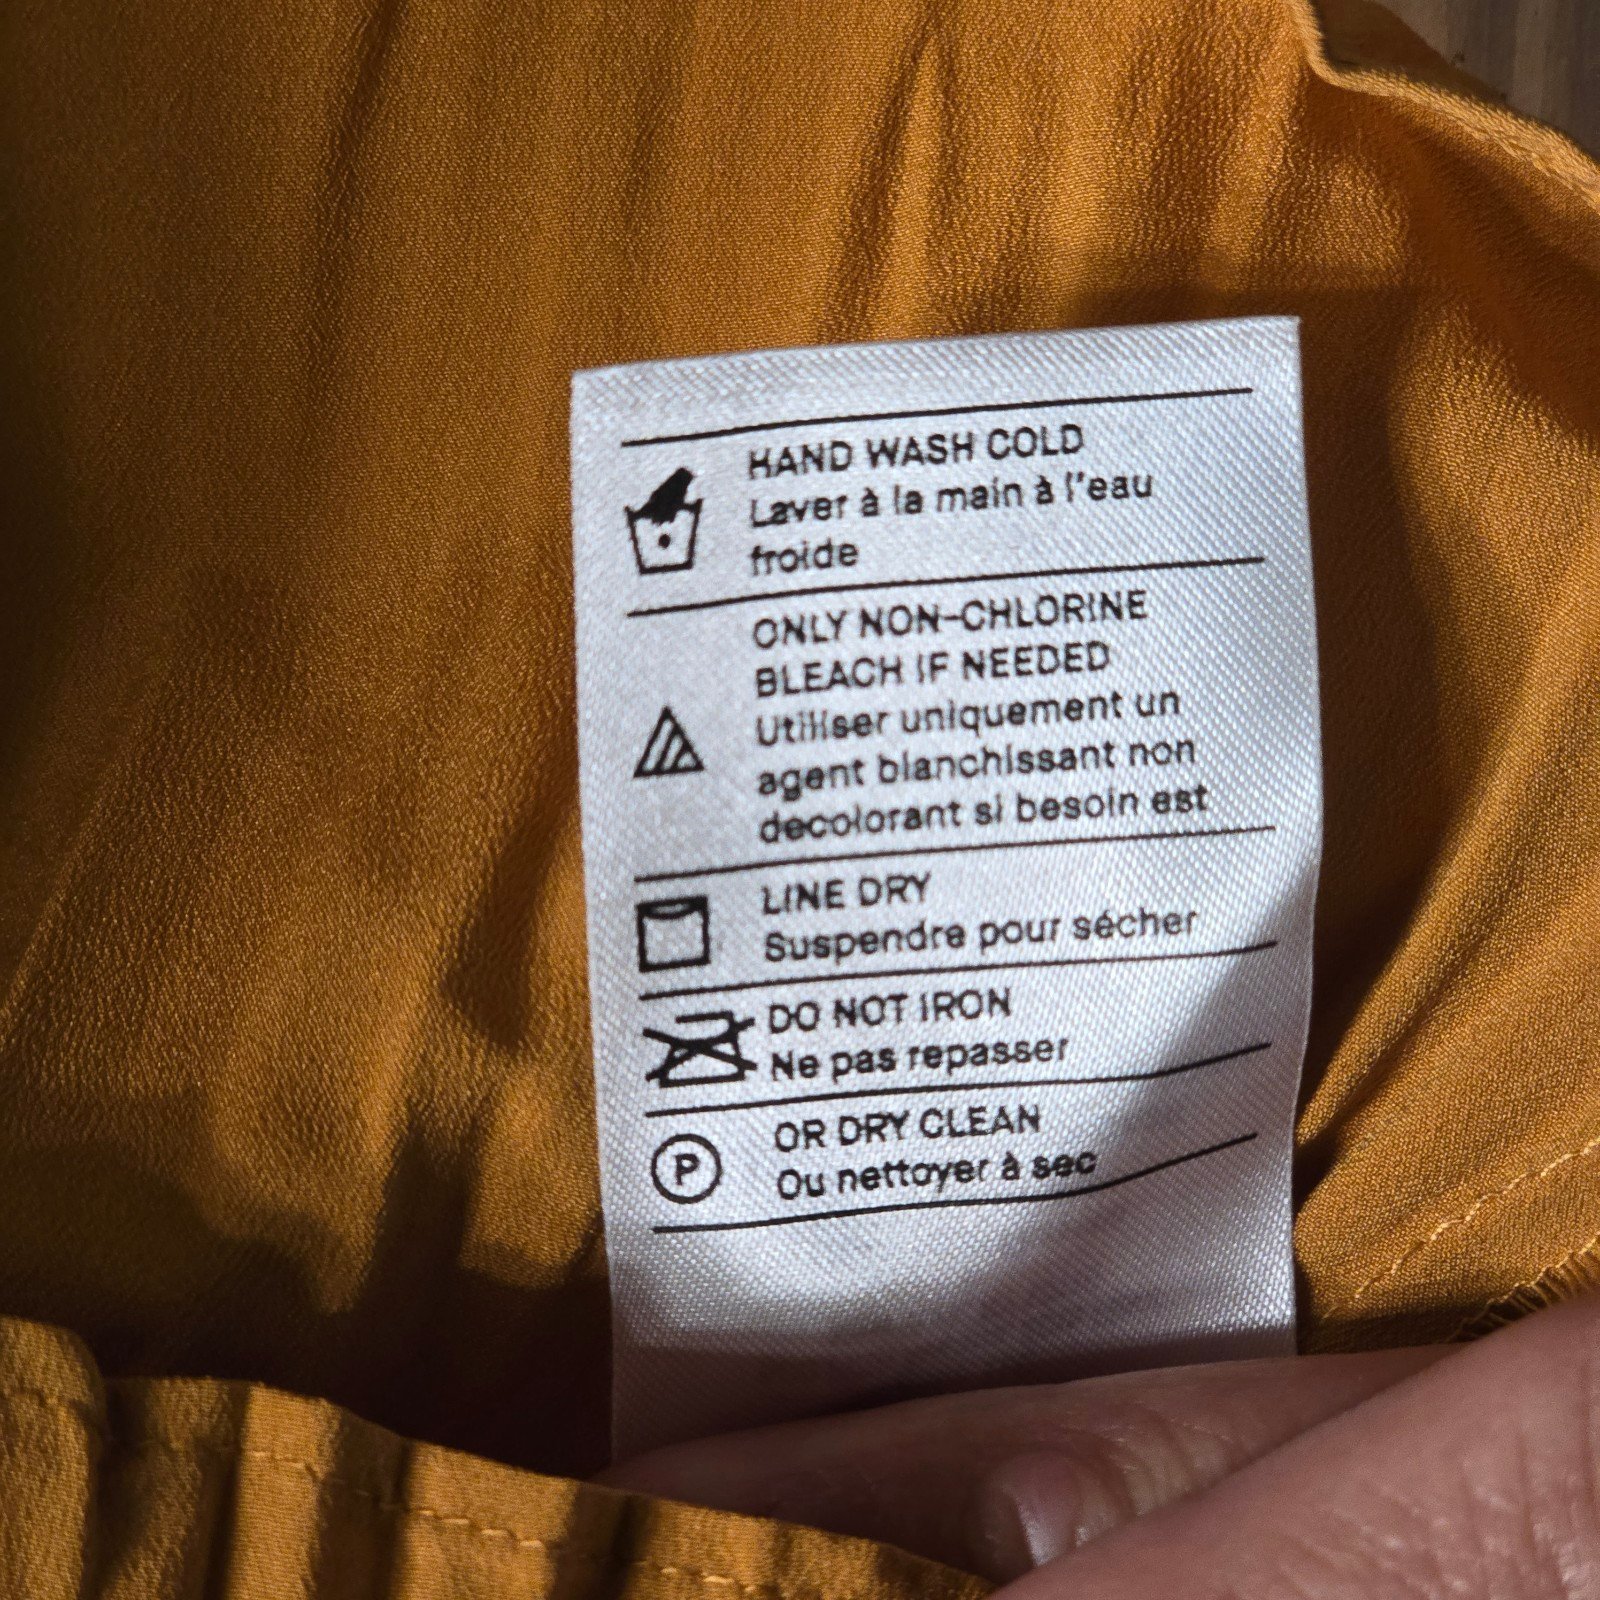 HAND WASH COLD
Laver à la main à l'eau
froide
ONLY NON-CHLORINE
BLEACH IF NEEDED
Utiliser uniquement un
agent blanchissant non
decolorant si besoin est
LINE DRY
Suspendre pour sécher
DO NOT IRON
Ne pas repasser
P
OR DRY CLEAN
Ou nettoyer à sec